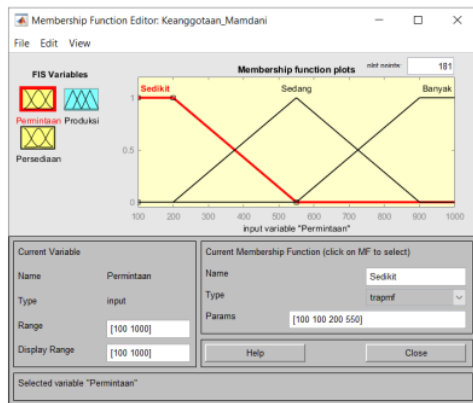 Membership Function Editor: Keanggotaan_Mamdani
File Edit View
FIS Variables
Permintaan Produksi
Persediaan
Membership function plots
181
Sedikit Sedang Banyak
1
0.5
0
100 200 300 400 500 600 700 800 900 1000
input variable "Permintaan"
Current Variable
Name Permintaan
Type input
Range [100 1000]
Display Range [100 1000]
Current Membership Function (click on MF to select)
Name Sedikit
Type trapmf
Params [100 100 200 550]
Help Close
Selected variable "Permintaan"